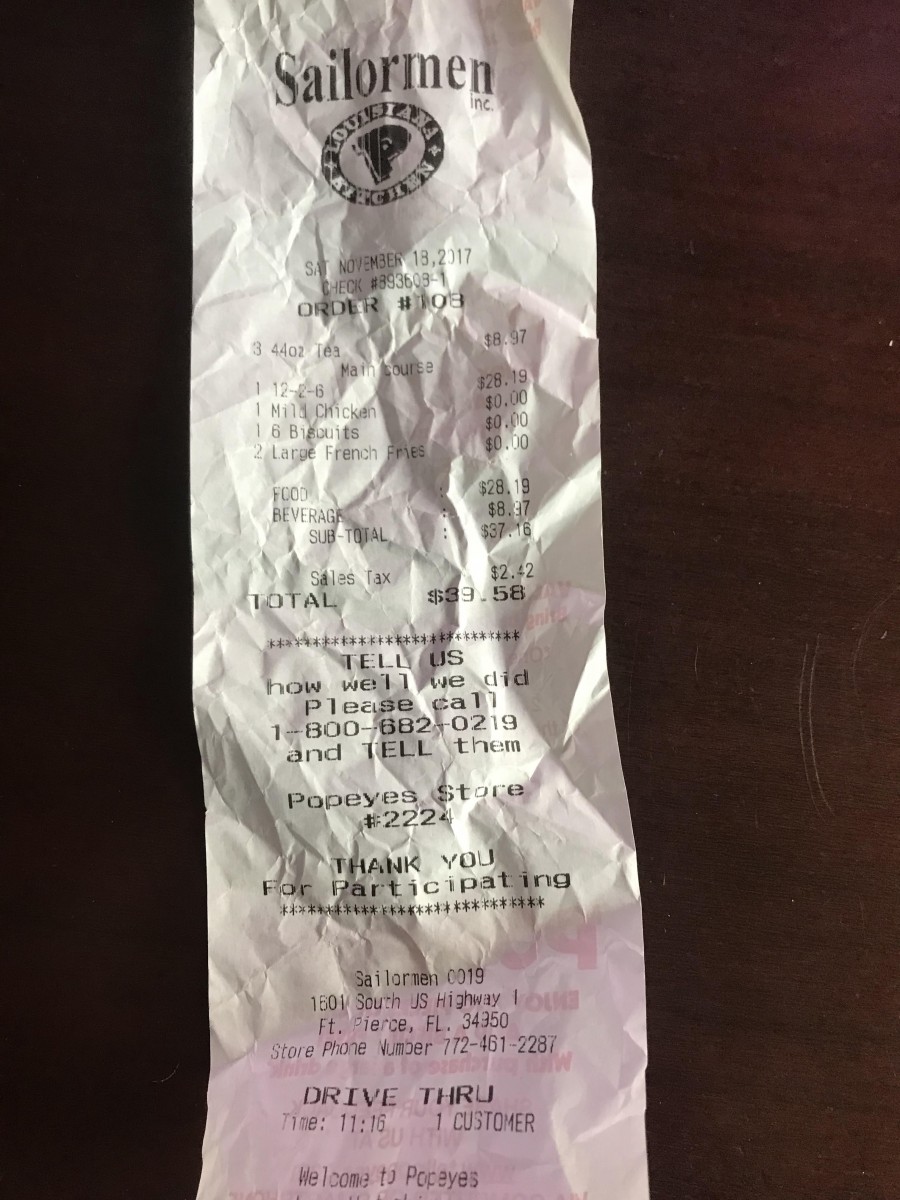 Sailormen
Inc.
LOUISIANA
KITCHEN
SAT NOVEMBER 18,2017
CHECK #893608-1
ORDER #108
3 44oz Tea $8.97
Main Course
1 12-2-6 $28.19
1 Mild Chicken $0.00
1 6 Biscuits $0.00
2 Large French Fries $0.00
FOOD : $28.19
BEVERAGE : $8.97
SUB-TOTAL : $37.16
Sales Tax $2.42
TOTAL $39.58
****************************
TELL US
how well we did
Please call
1-800-682-0219
and TELL them
Popeyes Store
#2224
THANK YOU
For Participating
****************************
Sailormen 0019
1601 South US Highway 1
Ft. Pierce, FL. 34950
Store Phone Number 772-461-2287
DRIVE THRU
Time: 11:16 1 CUSTOMER
Welcome to Popeyes